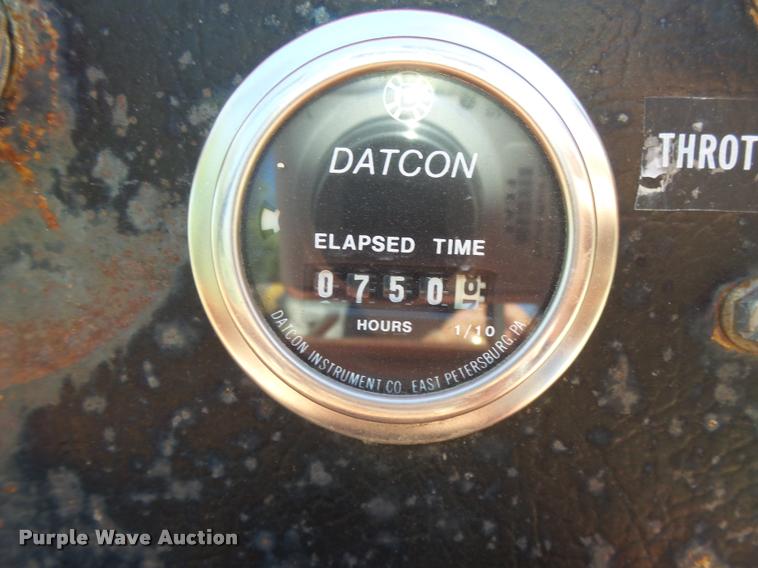 DATCON
ELAPSED TIME
0750
HOURS 1/10
DATCON INSTRUMENT CO. EAST PETERSBURG, PA
THROT
Purple Wave Auction